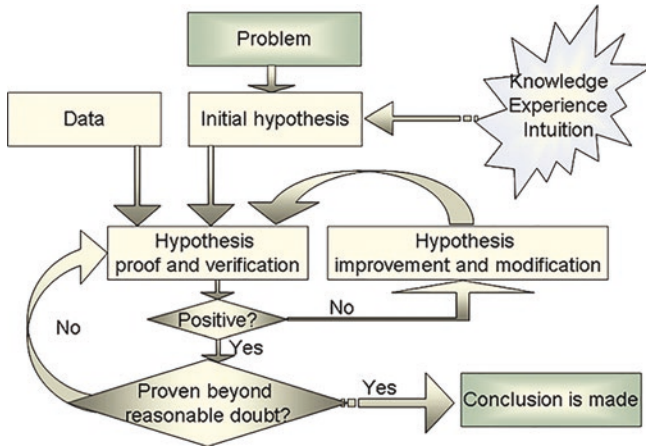 Problem
Knowledge
Experience
Intuition
Data
Initial hypothesis
Hypothesis
proof and verification
Hypothesis
improvement and modification
No
Positive?
No
Yes
Proven beyond
reasonable doubt?
Yes
Conclusion is made